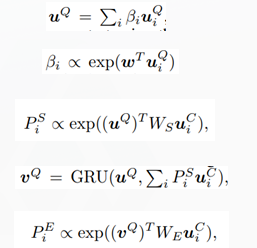 𝒖^Q = ∑_i β_i 𝒖_i^Q.
β_i ∝ exp(𝒘^T 𝒖_i^Q)
P_i^S ∝ exp((𝒖^Q)^T W_S 𝒖_i^C),
𝒗^Q = GRU(𝒖^Q, ∑_i P_i^S 𝒖_i^C̄),
P_i^E ∝ exp((𝒗^Q)^T W_E 𝒖_i^C),